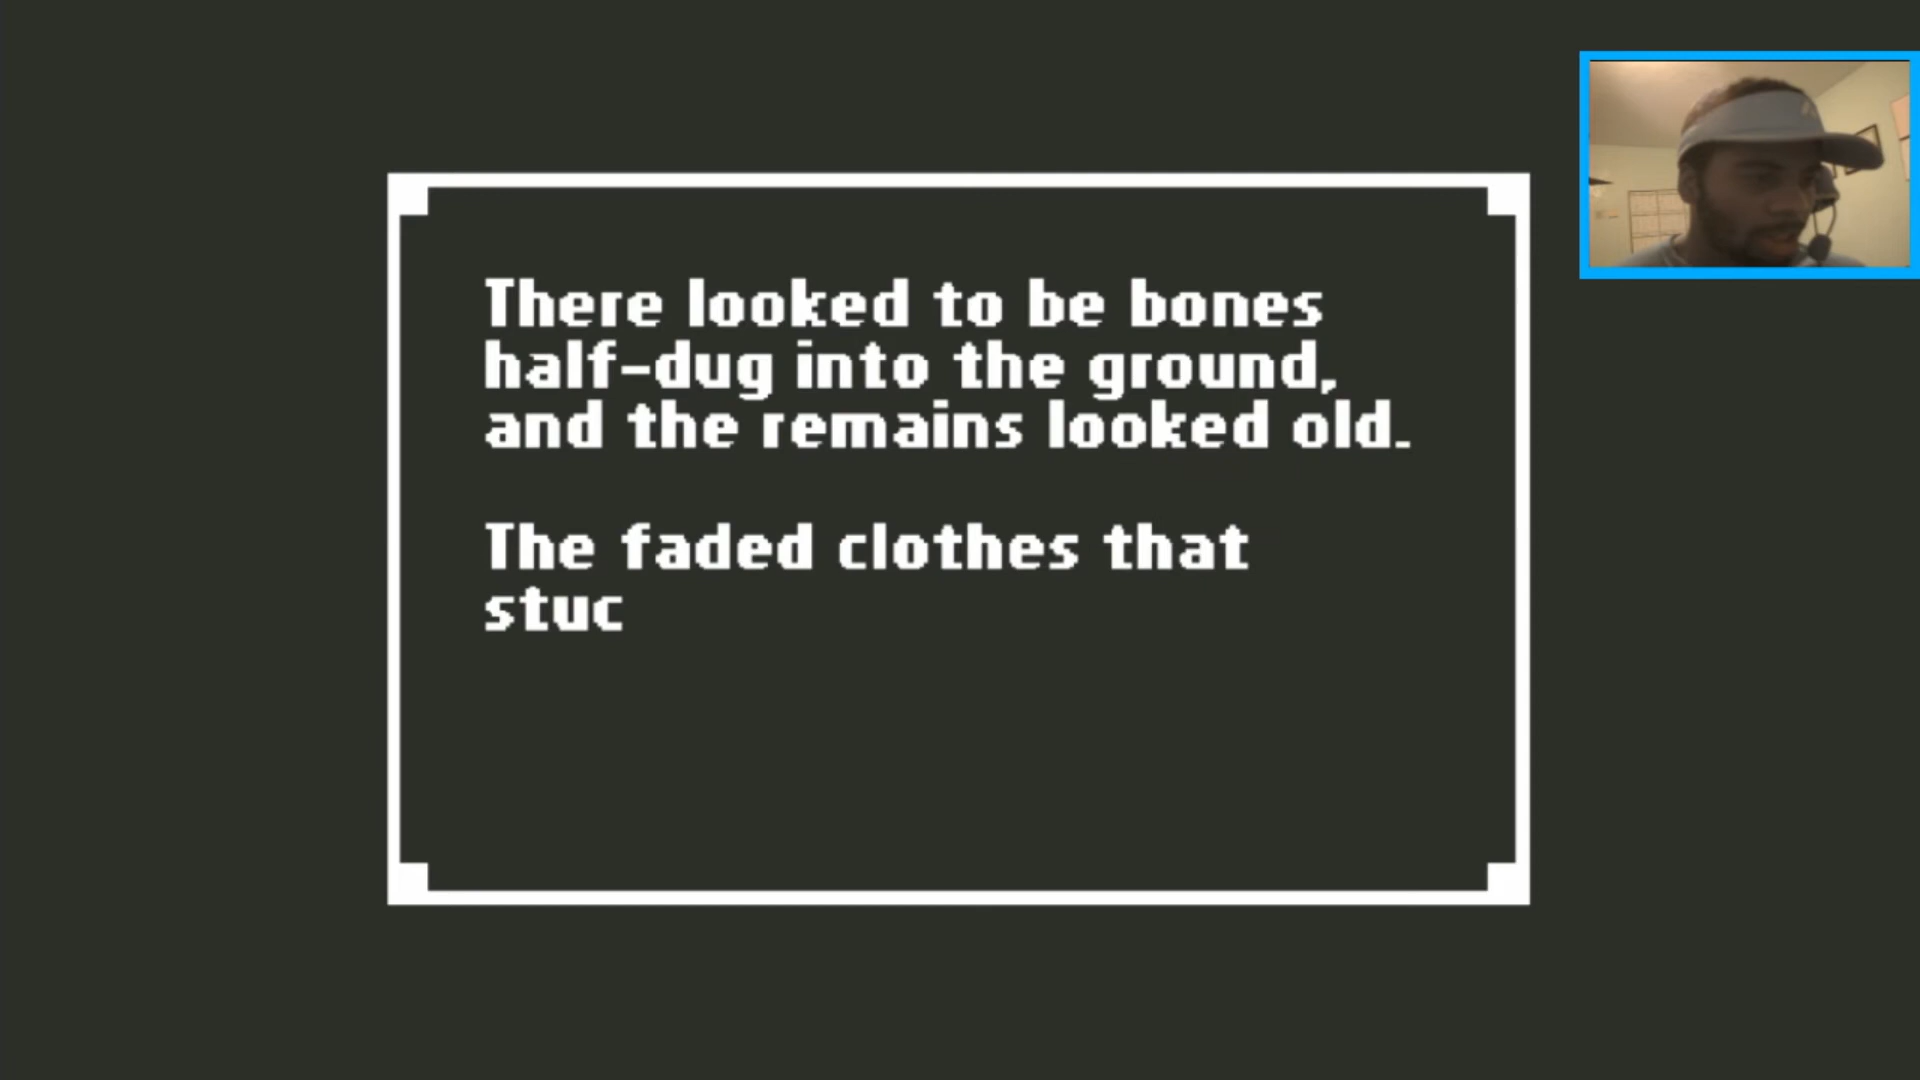 There looked to be bones
half-dug into the ground,
and the remains looked old.
The faded clothes that
stuc